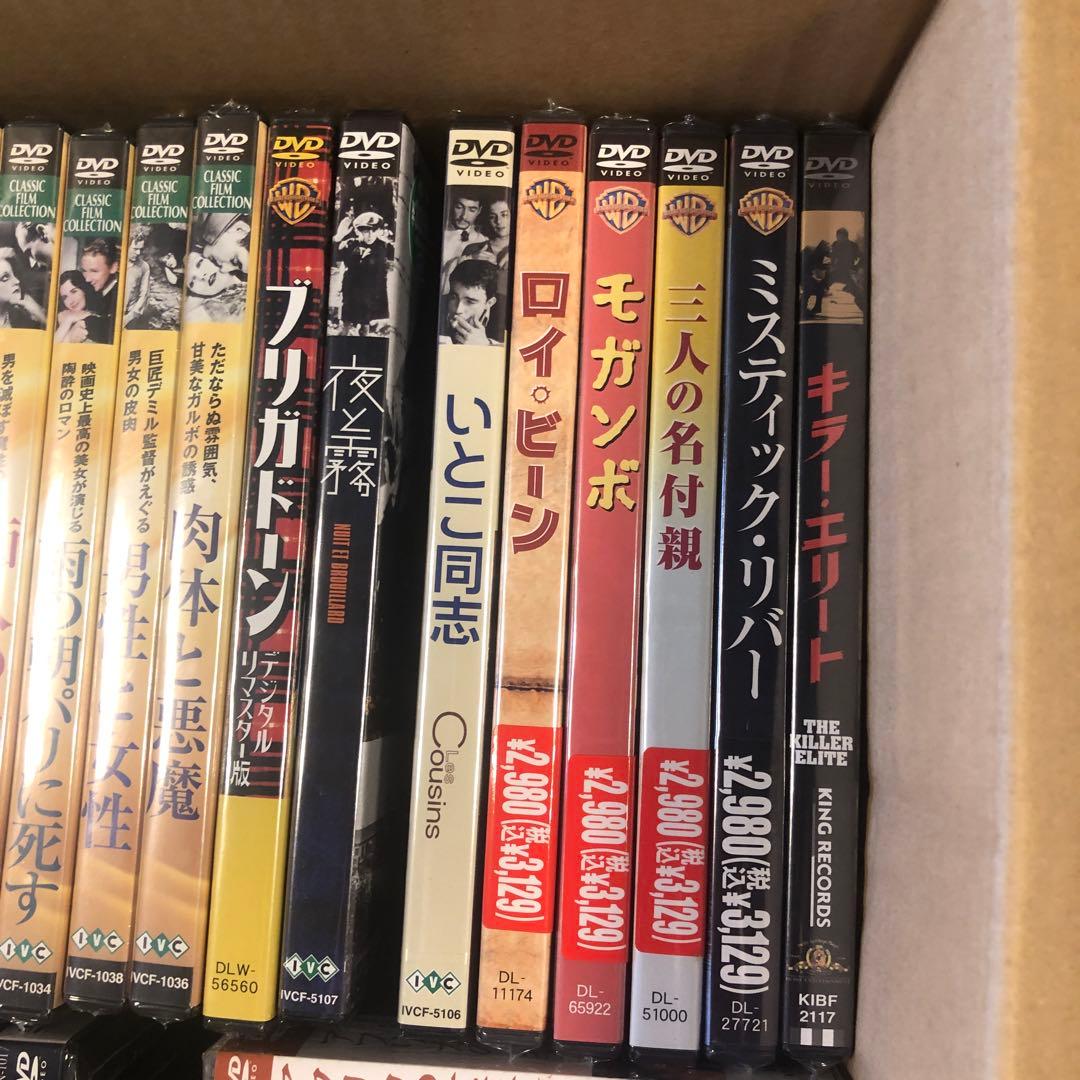 DVD
VIDEO
CLASSIC
FILM
COLLECTION
IVC
IVCF-1034
DVD
VIDEO
CLASSIC
FILM
COLLECTION
映画史上最高の美女が演じる
陶酔のロマン
雨の朝パリに死す
IVC
IVCF-1038
DVD
VIDEO
CLASSIC
FILM
COLLECTION
巨匠デミル監督がえぐる
男女の皮肉
男性と女性
IVC
IVCF-1036
DVD
VIDEO
CLASSIC
FILM
COLLECTION
ただならぬ雰囲気、
甘美なガルボの誘惑
肉体と悪魔
DVD
VIDEO
WB
ブリガドーン
デジタル
リマスター版
DLW-
56560
DVD
VIDEO
夜と霧
NUIT ET BROUILLARD
IVC
IVCF-5107
DVD
VIDEO
いとこ同志
Les
Cousins
IVC
IVCF-5106
DVD
VIDEO
WB
ロイ・ビーン
¥2,980(税込¥3,129)
DL-
11174
DVD
VIDEO
WB
モガンボ
¥2,980(税込¥3,129)
DL-
65922
DVD
VIDEO
WB
三人の名付親
¥2,980(税込¥3,129)
DL-
51000
DVD
VIDEO
WB
ミスティック・リバー
¥2,980(税込¥3,129)
DL-
27721
DVD
VIDEO
キラー・エリート
THE
KILLER
ELITE
KING RECORDS
KIBF
2117